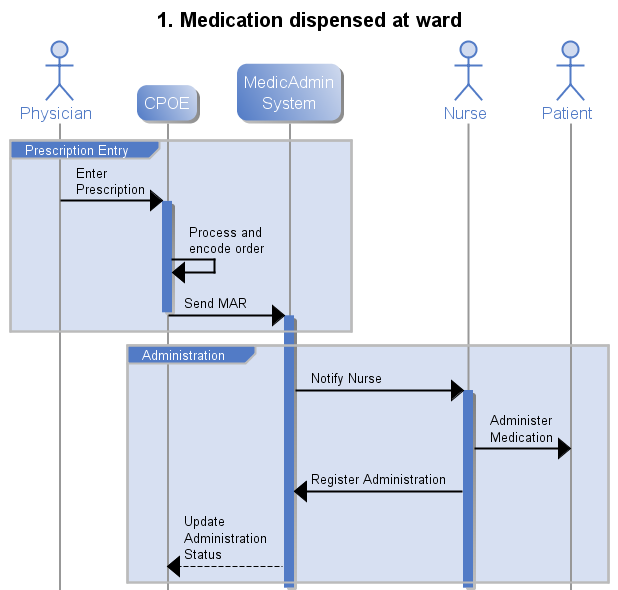 1. Medication dispensed at ward
Physician
CPOE
MedicAdmin
System
Nurse
Patient
Prescription Entry
Enter
Prescription
Process and
encode order
Send MAR
Administration
Notify Nurse
Administer
Medication
Register Administration
Update
Administration
Status